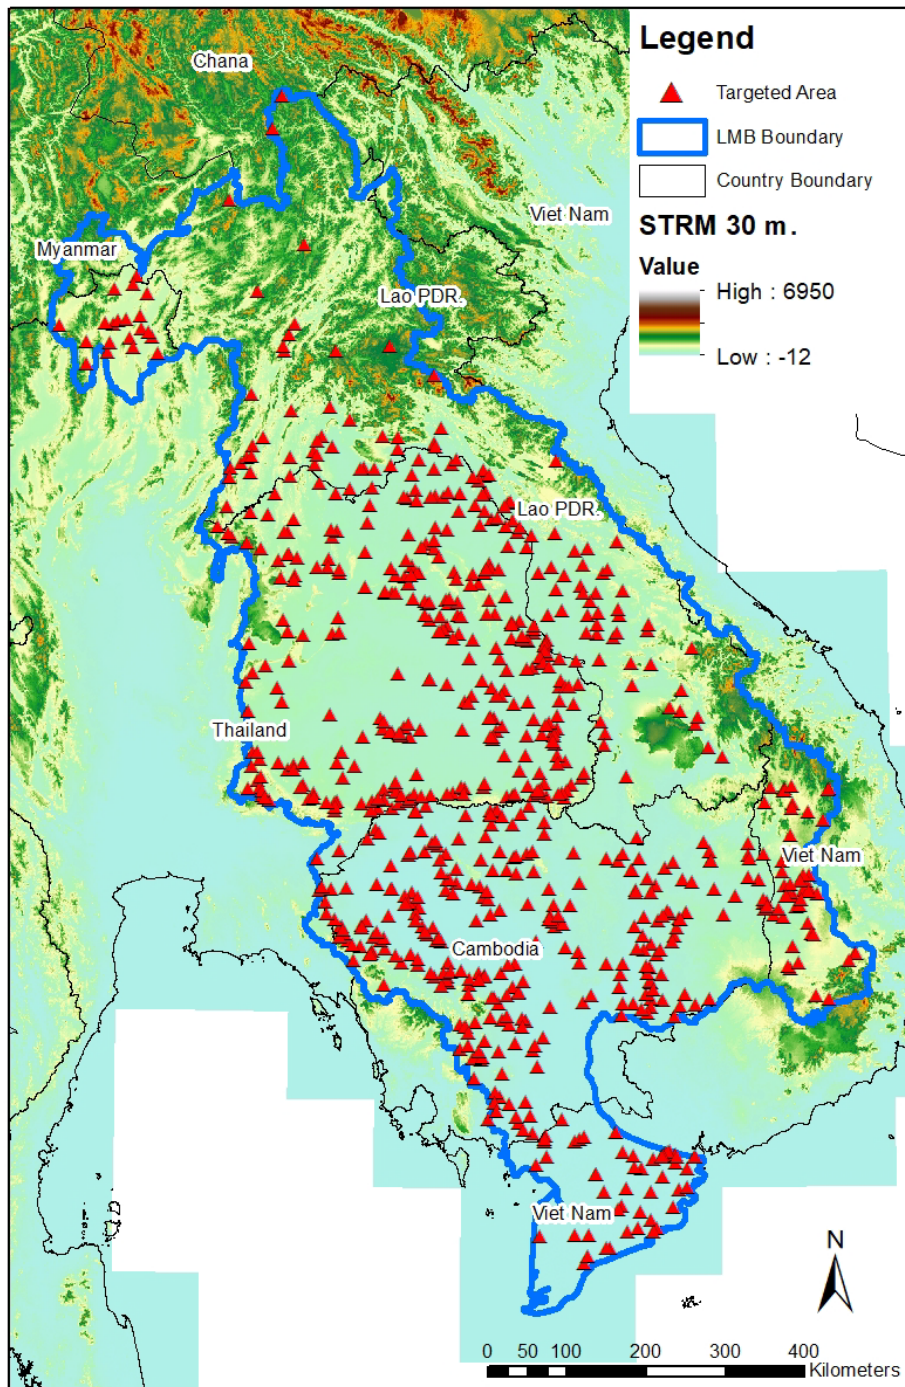 Legend
Targeted Area
LMB Boundary
Country Boundary
STRM 30 m.
Value
High : 6950
Low : -12
Chana
Viet Nam
Myanmar
Lao PDR.
Lao PDR.
Thailand
Viet Nam
Cambodia
Viet Nam
N
0 50 100 200 300 400
Kilometers